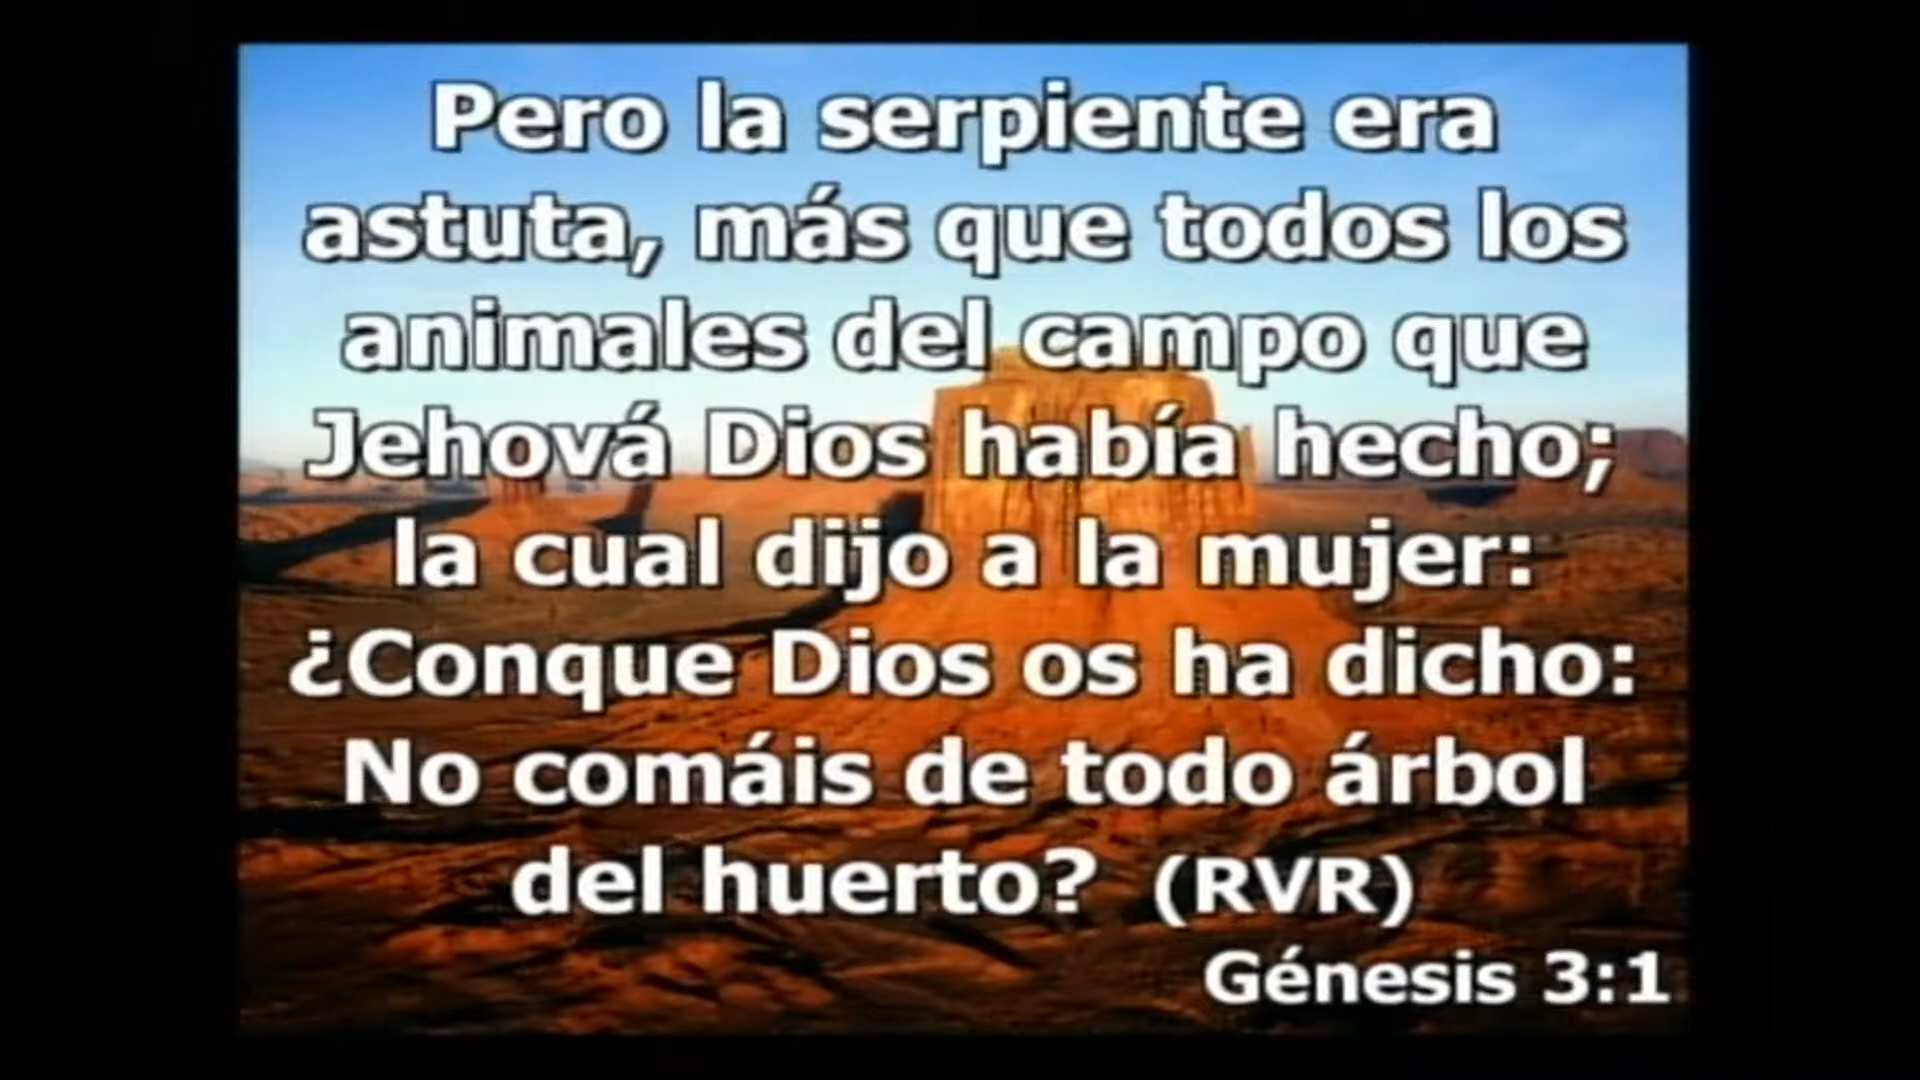 Pero la serpiente era
astuta, más que todos los
animales del campo que
Jehová Dios había hecho;
la cual dijo a la mujer:
¿Conque Dios os ha dicho:
No comáis de todo árbol
del huerto? (RVR)
Génesis 3:1